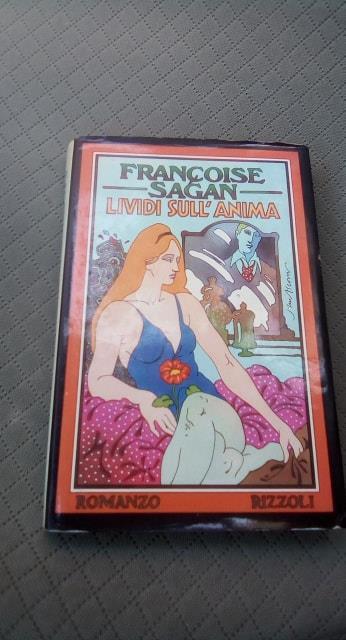 FRANÇOISE
SAGAN
LIVIDI SULL'ANIMA
ROMANZO RIZZOLI